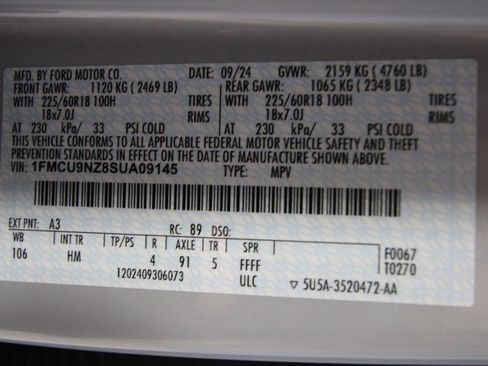 MFD. BY FORD MOTOR CO. DATE: 09/24 GVWR: 2159 KG ( 4760 LB)
FRONT GAWR: 1120 KG ( 2469 LB) REAR GAWR: 1065 KG ( 2348 LB)
WITH 225/60R18 100H TIRES WITH 225/60R18 100H TIRES
18x7.0J RIMS 18x7.0J RIMS
AT 230 kPa/ 33 PSI COLD AT 230 kPa/ 33 PSI COLD
THIS VEHICLE CONFORMS TO ALL APPLICABLE FEDERAL MOTOR VEHICLE SAFETY AND
THEFT PREVENTION STANDARDS IN EFFECT ON THE DATE OF MANUFACTURE SHOWN ABOVE.
VIN: 1FMCU9NZ8SUA09145 TYPE: MPV
EXT PNT: A3 RC: 89 DSO:
WB INT TR TP/PS R AXLE TR SPR F0067
106 HM 4 91 5 FFFF T0270
1202409306073 ULC ▽ 5U5A-3520472-AA